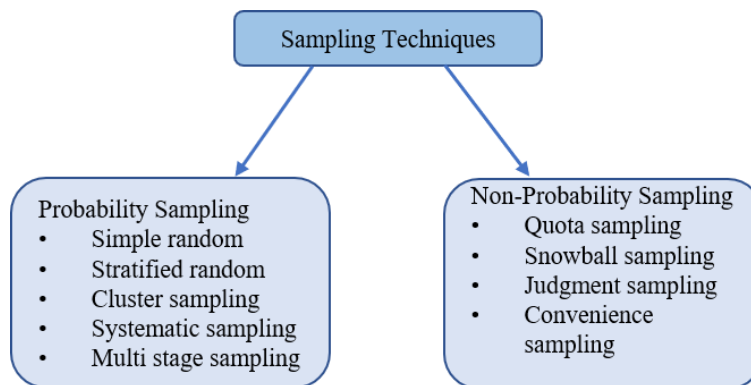 Sampling Techniques
Probability Sampling
• Simple random
• Stratified random
• Cluster sampling
• Systematic sampling
• Multi stage sampling
Non-Probability Sampling
• Quota sampling
• Snowball sampling
• Judgment sampling
• Convenience
sampling